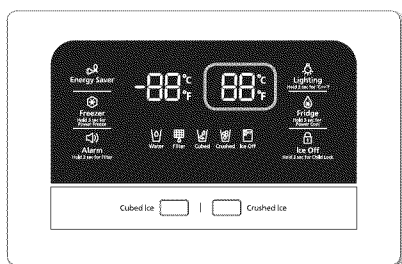 Energy Saver
-88°C °F
88°C °F
Lighting
Hold 3 sec for °C↔°F
Freezer
Hold 3 sec for
Power Freeze
Fridge
Hold 3 sec for
Power Cool
Alarm
Hold 3 sec for Filter
Water
Filter
Cubed
Crushed
Ice Off
Ice Off
Hold 3 sec for Child Lock
Cubed Ice | Crushed Ice